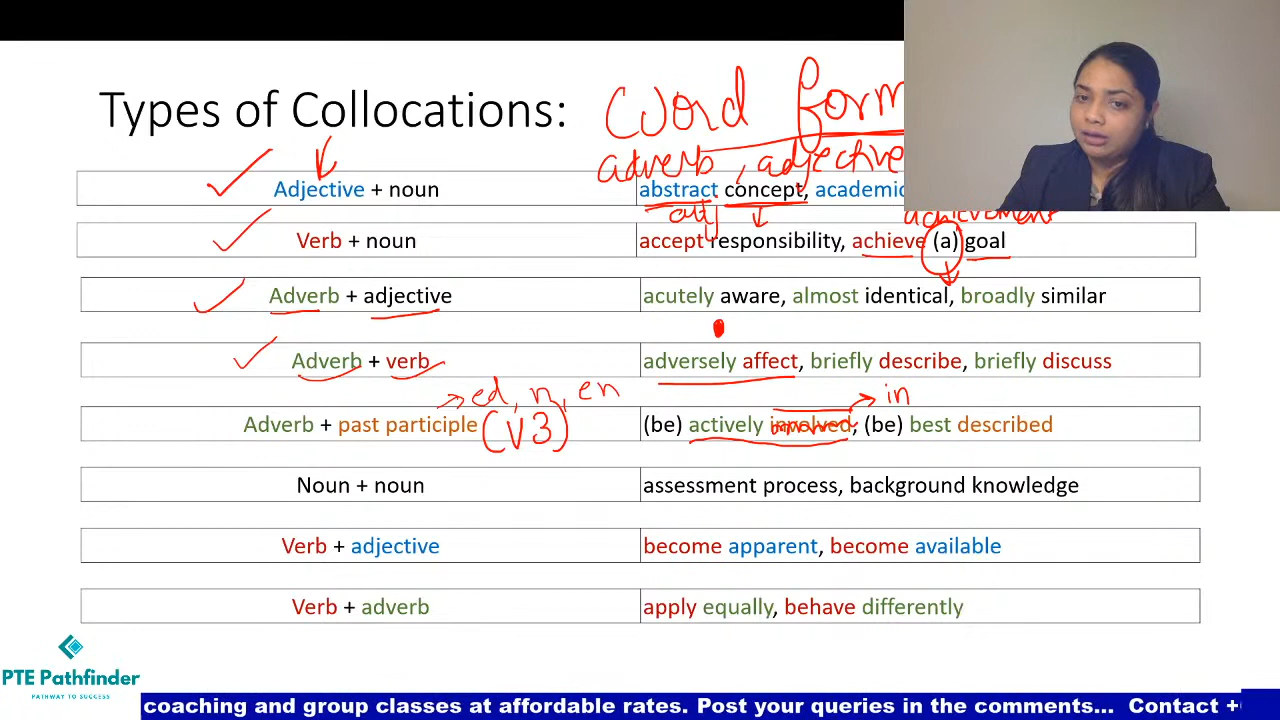 Types of Collocations: Word form
adverb, adjective
Adjective + noun abstract concept, academic
adj achievement
Verb + noun accept responsibility, achieve (a) goal
Adverb + adjective acutely aware, almost identical, broadly similar
Adverb + verb adversely affect, briefly describe, briefly discuss
ed, n, en in
Adverb + past participle (V3) (be) actively involved, (be) best described
Noun + noun assessment process, background knowledge
Verb + adjective become apparent, become available
Verb + adverb apply equally, behave differently
PTE Pathfinder
PATHWAY TO SUCCESS
coaching and group classes at affordable rates. Post your queries in the comments... Contact +